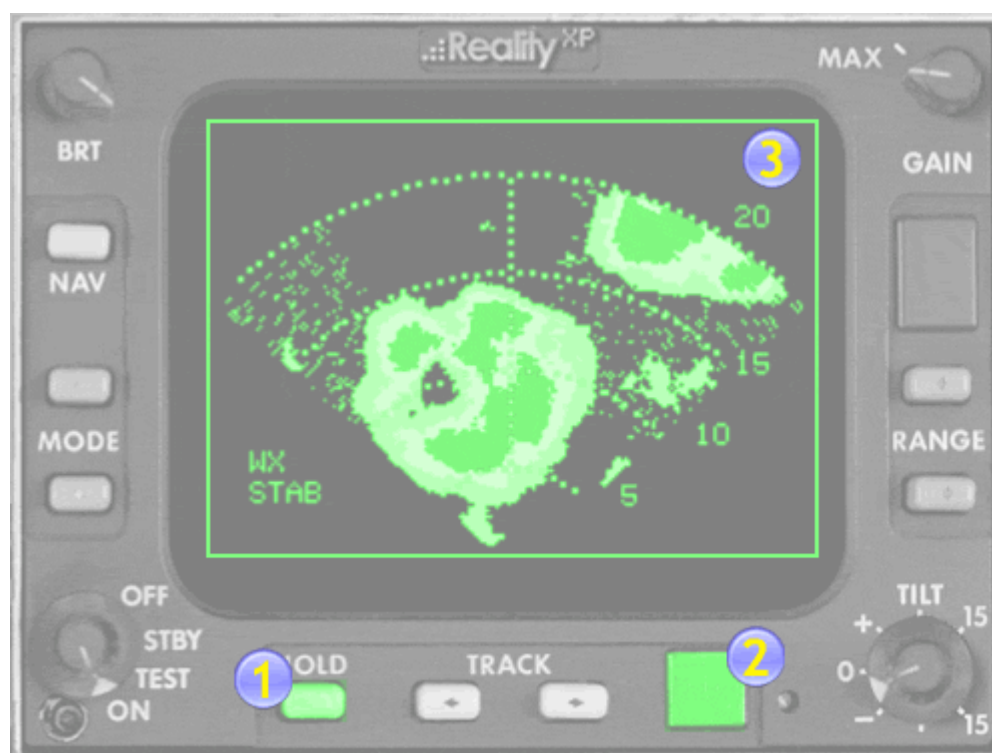 Reality XP
MAX
BRT
GAIN
3
NAV
20
15
MODE
10
RANGE
WX
STAB
5
OFF
STBY
TEST
ON
1
HOLD
TRACK
2
TILT
+
15
0
−
15